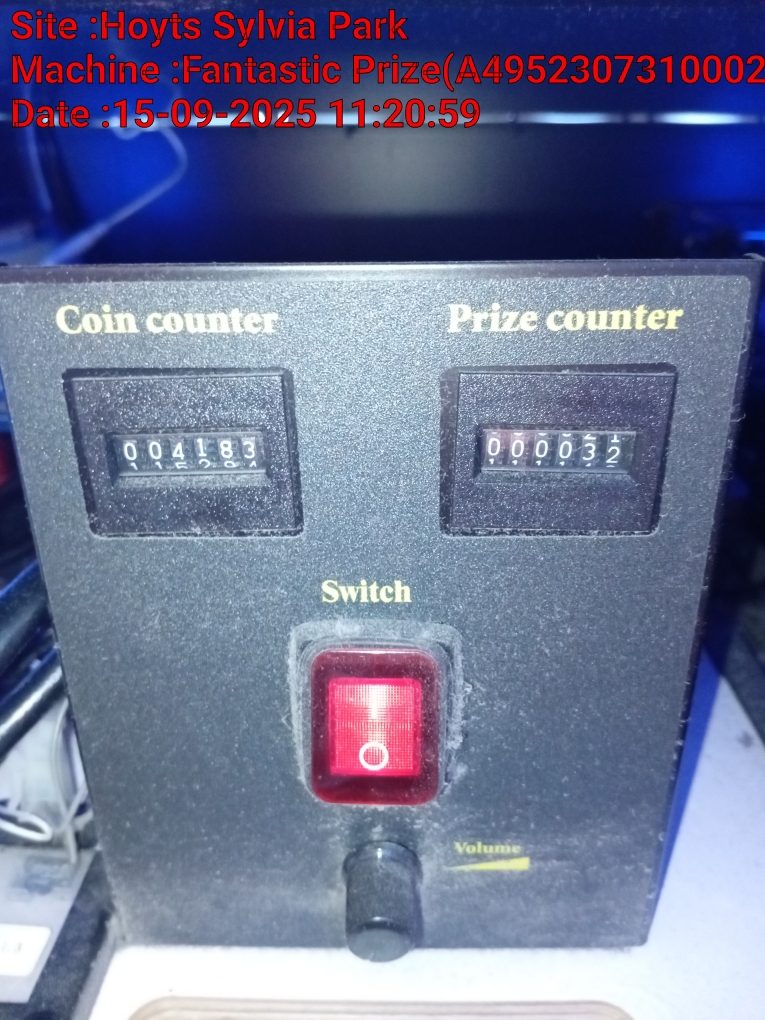 Site :Hoyts Sylvia Park
Machine :Fantastic Prize(A4952307310002
Date :15-09-2025 11:20:59
Coin counter
Prize counter
004183
000032
Switch
Volume